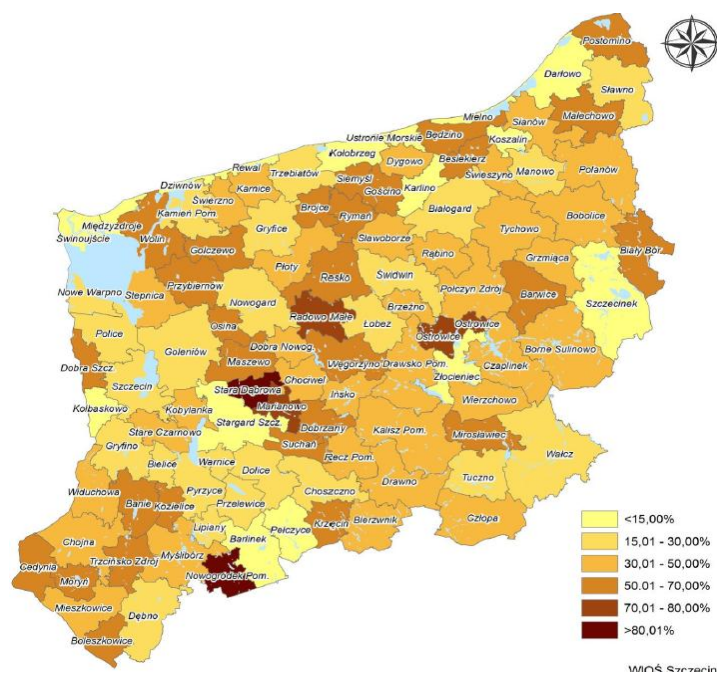 Postomino
Darłowo
Sławno
Mielno
Sianów
Małechowo
Ustronie Morskie
Będzino
Koszalin
Kołobrzeg
Dygowo
Biesiekierz
Świeszyno
Manowo
Polanów
Rewal
Trzebiatów
Siemyśl
Gościno
Karlino
Dziwnów
Karnice
Świerzno
Kamień Pom.
Brojce
Rymań
Białogard
Tychowo
Bobolice
Międzyzdroje
Świnoujście
Wolin
Golczewo
Gryfice
Sławoborze
Rąbino
Grzmiąca
Biały Bór
Płoty
Resko
Świdwin
Połczyn Zdrój
Barwice
Szczecinek
Nowe Warpno
Stepnica
Przybiernów
Nowogard
Radowo Małe
Brzeżno
Ostrowice
Ostrowice
Police
Osina
Łobez
Goleniów
Dobra Nowog.
Borne Sulinowo
Dobra Szcz.
Maszewo
Węgorzyno
Drawsko Pom.
Czaplinek
Szczecin
Chociwel
Złocieniec
Stara Dąbrowa
Ińsko
Wierzchowo
Kołbaskowo
Kobylanka
Marianowo
Stargard Szcz.
Dobrzany
Kalisz Pom.
Mirosławiec
Stare Czarnowo
Suchań
Recz Pom.
Wałcz
Gryfino
Bielice
Warnice
Dolice
Drawno
Tuczno
Widuchowa
Pyrzyce
Choszczno
Banie
Kozielice
Przelewice
Krzęcin
Bierzwnik
Człopa
Lipiany
Pełczyce
Chojna
Barlinek
Trzcińsko Zdrój
Myślibórz
Cedynia
Moryń
Nowogródek Pom.
Mieszkowice
Dębno
Boleszkowice
<15,00%
15,01 - 30,00%
30,01 - 50,00%
50.01 - 70,00%
70,01 - 80,00%
>80,01%
WIOŚ Szczecin